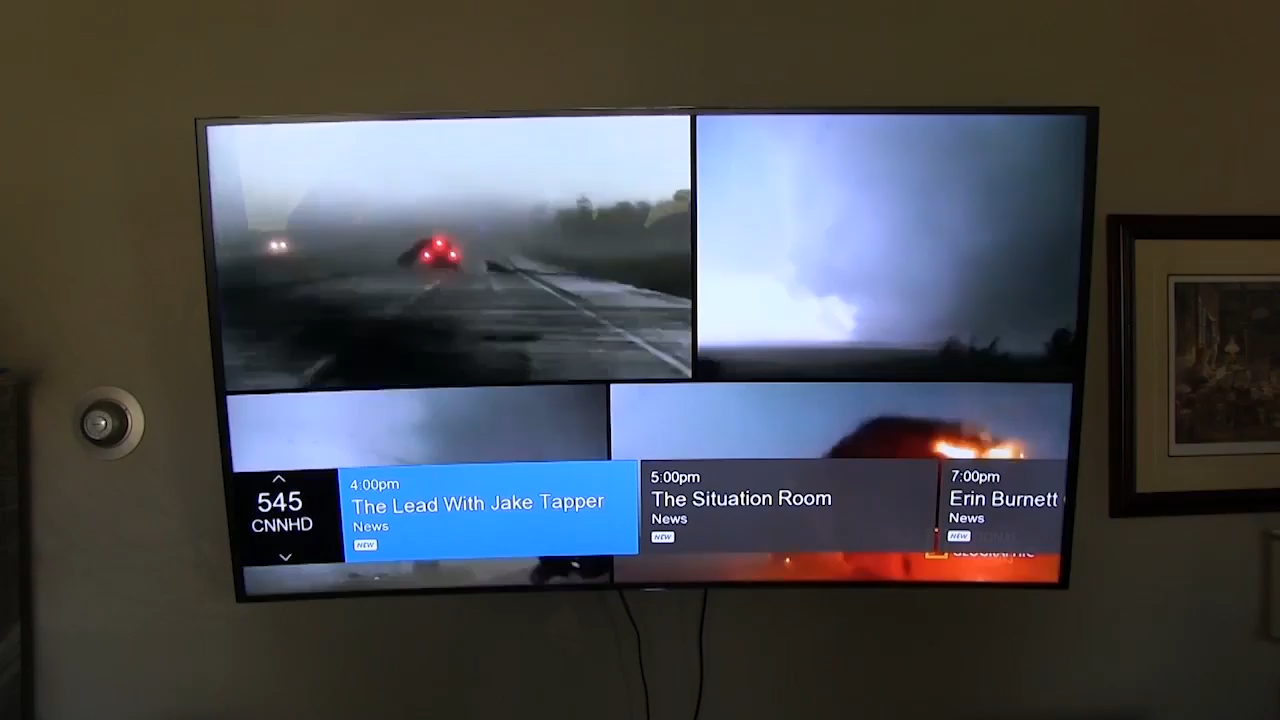 545
CNNHD
4:00pm
The Lead With Jake Tapper
News
NEW
5:00pm
The Situation Room
News
NEW
7:00pm
Erin Burnett
News
NEW
GEOGRAPHIC